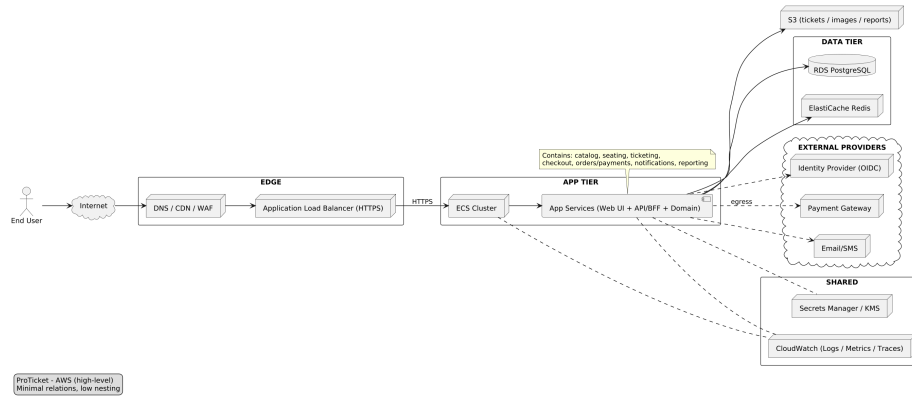 S3 (tickets / images / reports)
DATA TIER
RDS PostgreSQL
ElastiCache Redis
Contains: catalog, seating, ticketing,
checkout, orders/payments, notifications, reporting
EXTERNAL PROVIDERS
Identity Provider (OIDC)
EDGE
APP TIER
End User
Internet
DNS / CDN / WAF
Application Load Balancer (HTTPS)
HTTPS
ECS Cluster
App Services (Web UI + API/BFF + Domain)
egress
Payment Gateway
Email/SMS
SHARED
Secrets Manager / KMS
CloudWatch (Logs / Metrics / Traces)
ProTicket - AWS (high-level)
Minimal relations, low nesting